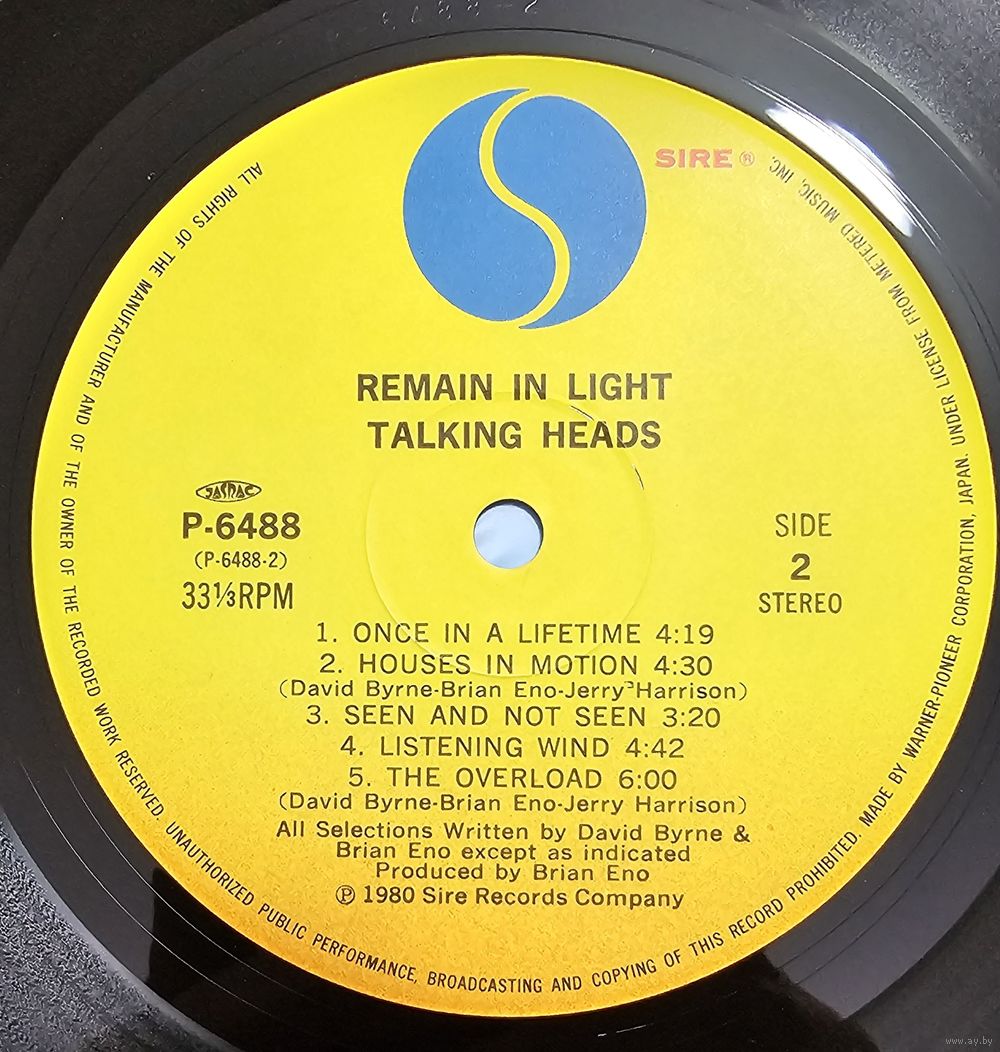 SIRE ®
REMAIN IN LIGHT
TALKING HEADS
JASRAC
P-6488
(P-6488-2)
33⅓RPM
SIDE
2
STEREO
1. ONCE IN A LIFETIME 4:19
2. HOUSES IN MOTION 4:30
(David Byrne-Brian Eno-Jerry Harrison)
3. SEEN AND NOT SEEN 3:20
4. LISTENING WIND 4:42
5. THE OVERLOAD 6:00
(David Byrne-Brian Eno-Jerry Harrison)
All Selections Written by David Byrne &
Brian Eno except as indicated
Produced by Brian Eno
℗ 1980 Sire Records Company
ALL RIGHTS OF THE MANUFACTURER AND OF THE OWNER OF THE RECORDED WORK RESERVED. UNAUTHORIZED PUBLIC PERFORMANCE, BROADCASTING AND COPYING OF THIS RECORD PROHIBITED. MADE BY WARNER-PIONEER CORPORATION, JAPAN. UNDER LICENSE FROM METERED MUSIC, INC.
www.ay.by